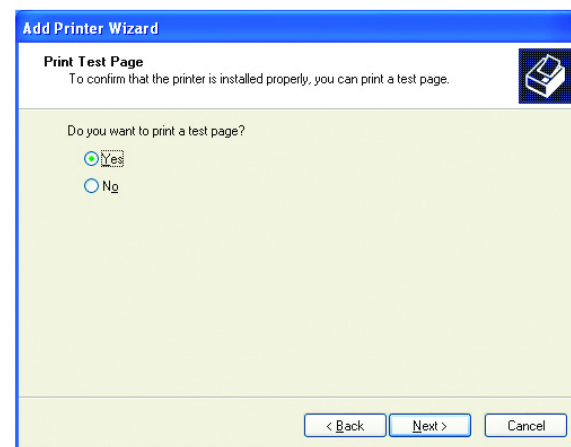 Add Printer Wizard
Print Test Page
To confirm that the printer is installed properly, you can print a test page.
Do you want to print a test page?
Yes
No
< Back
Next >
Cancel